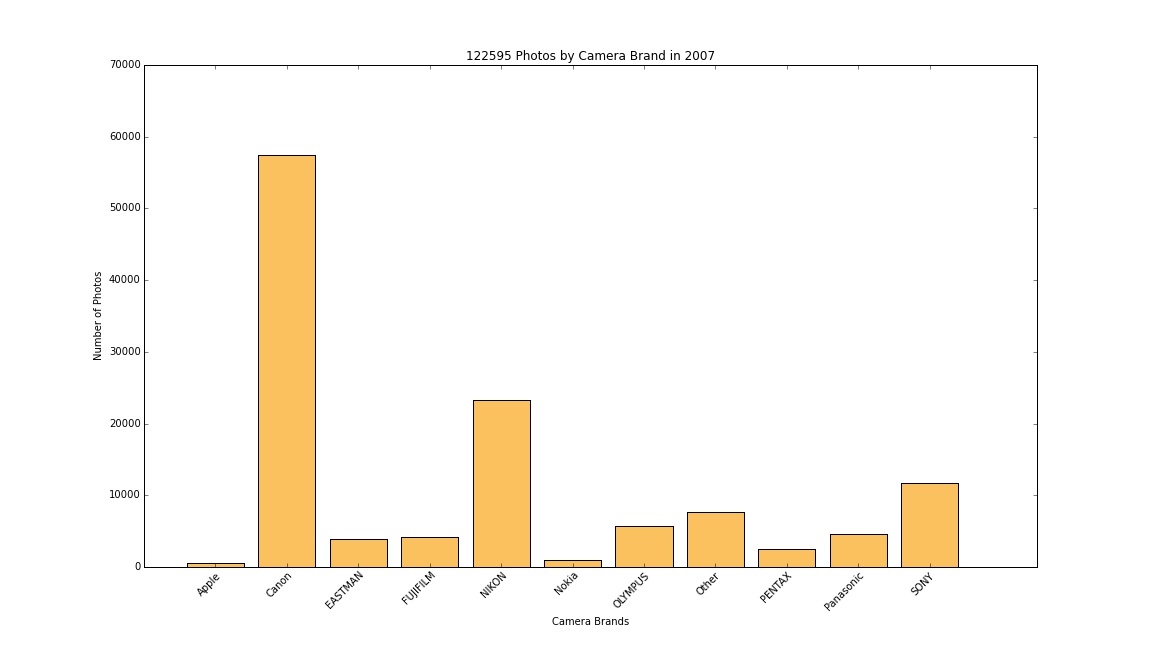 122595 Photos by Camera Brand in 2007
70000
60000
50000
40000
30000
20000
10000
0
Number of Photos
Apple
Canon
EASTMAN
FUJIFILM
NIKON
Nokia
OLYMPUS
Other
PENTAX
Panasonic
SONY
Camera Brands